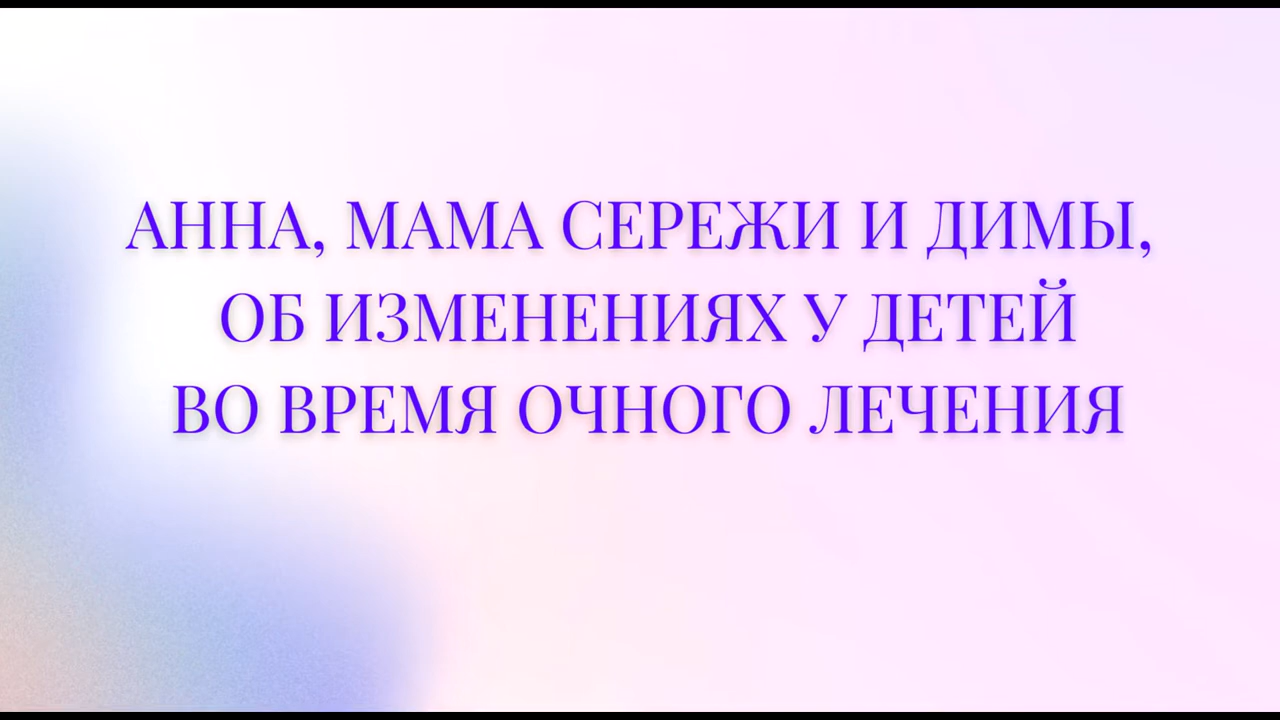 АННА, МАМА СЕРЕЖИ И ДИМЫ,
ОБ ИЗМЕНЕНИЯХ У ДЕТЕЙ
ВО ВРЕМЯ ОЧНОГО ЛЕЧЕНИЯ